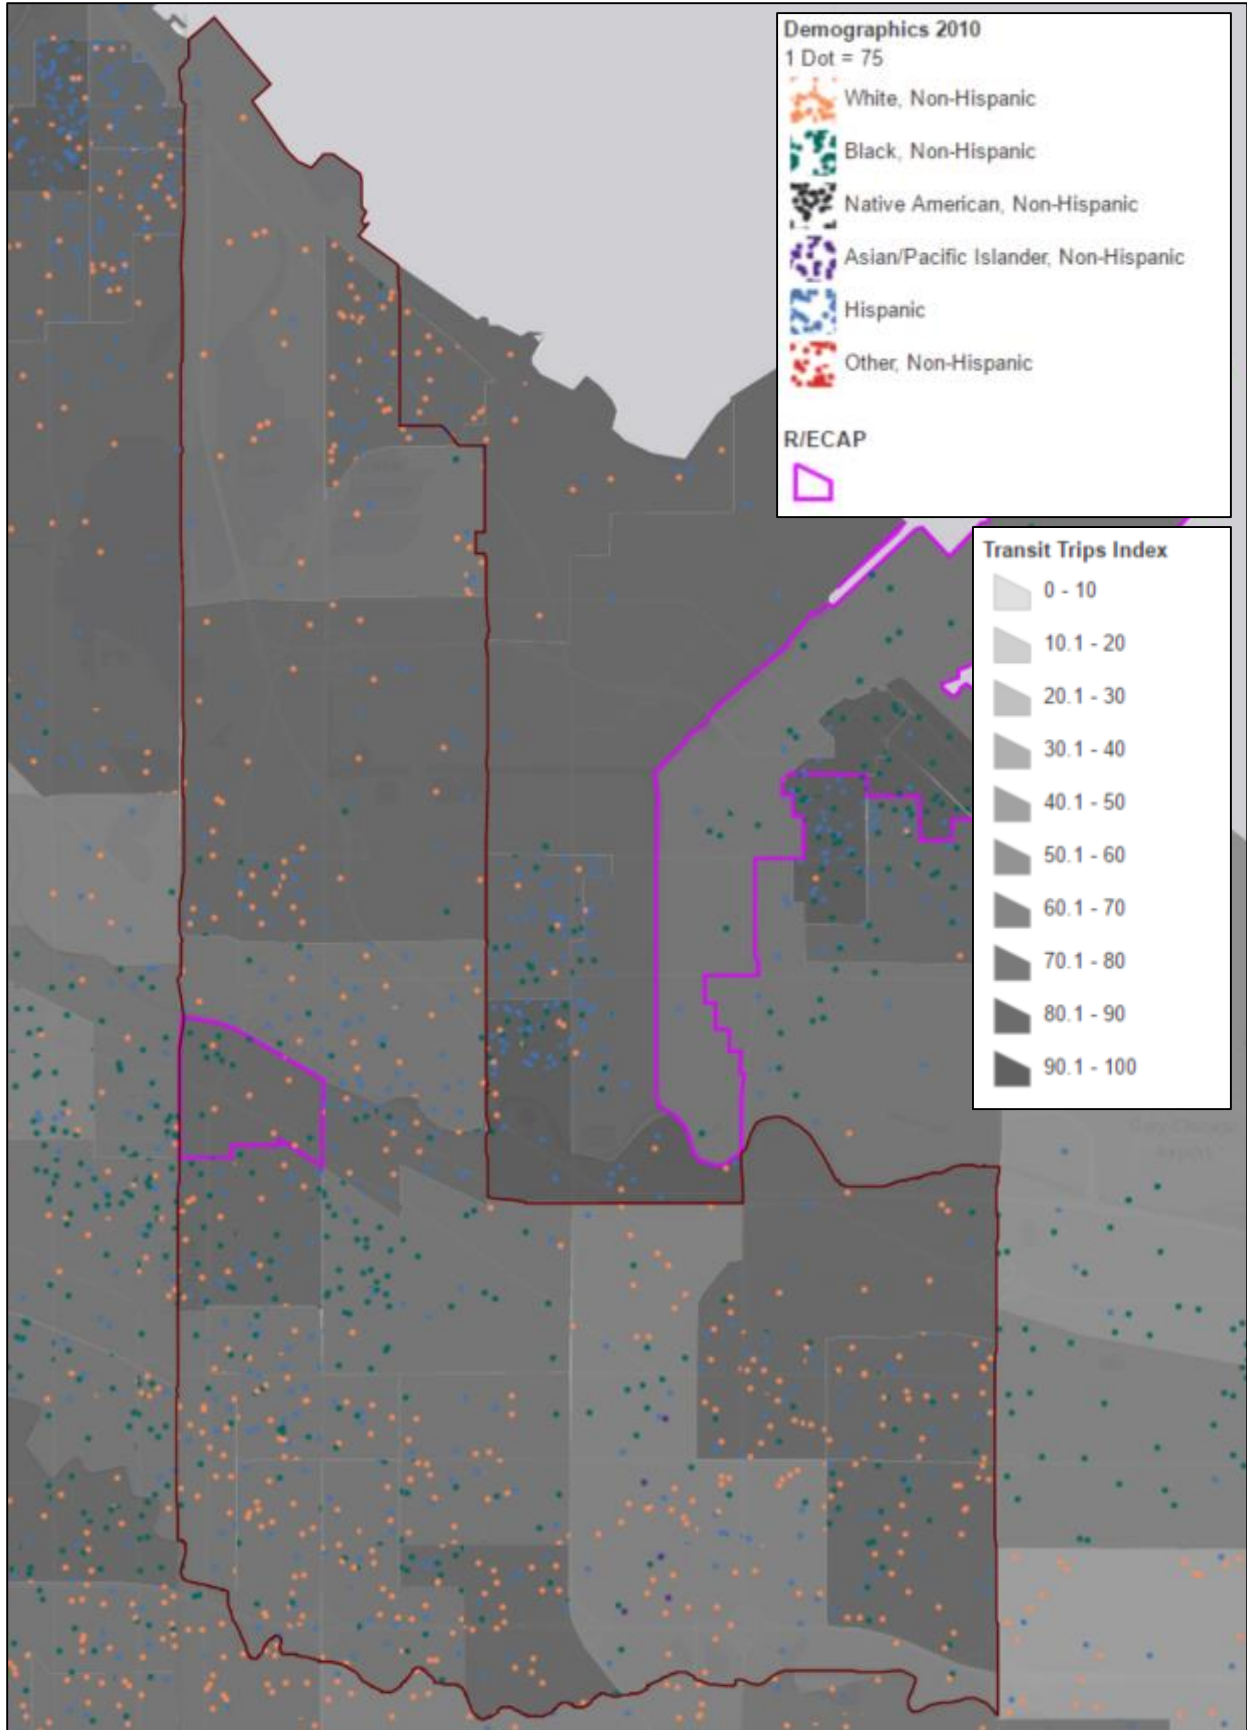 Demographics 2010
1 Dot = 75
White, Non-Hispanic
Black, Non-Hispanic
Native American, Non-Hispanic
Asian/Pacific Islander, Non-Hispanic
Hispanic
Other, Non-Hispanic
R/ECAP
Transit Trips Index
0 - 10
10.1 - 20
20.1 - 30
30.1 - 40
40.1 - 50
50.1 - 60
60.1 - 70
70.1 - 80
80.1 - 90
90.1 - 100
Gary/Chicago
Airport